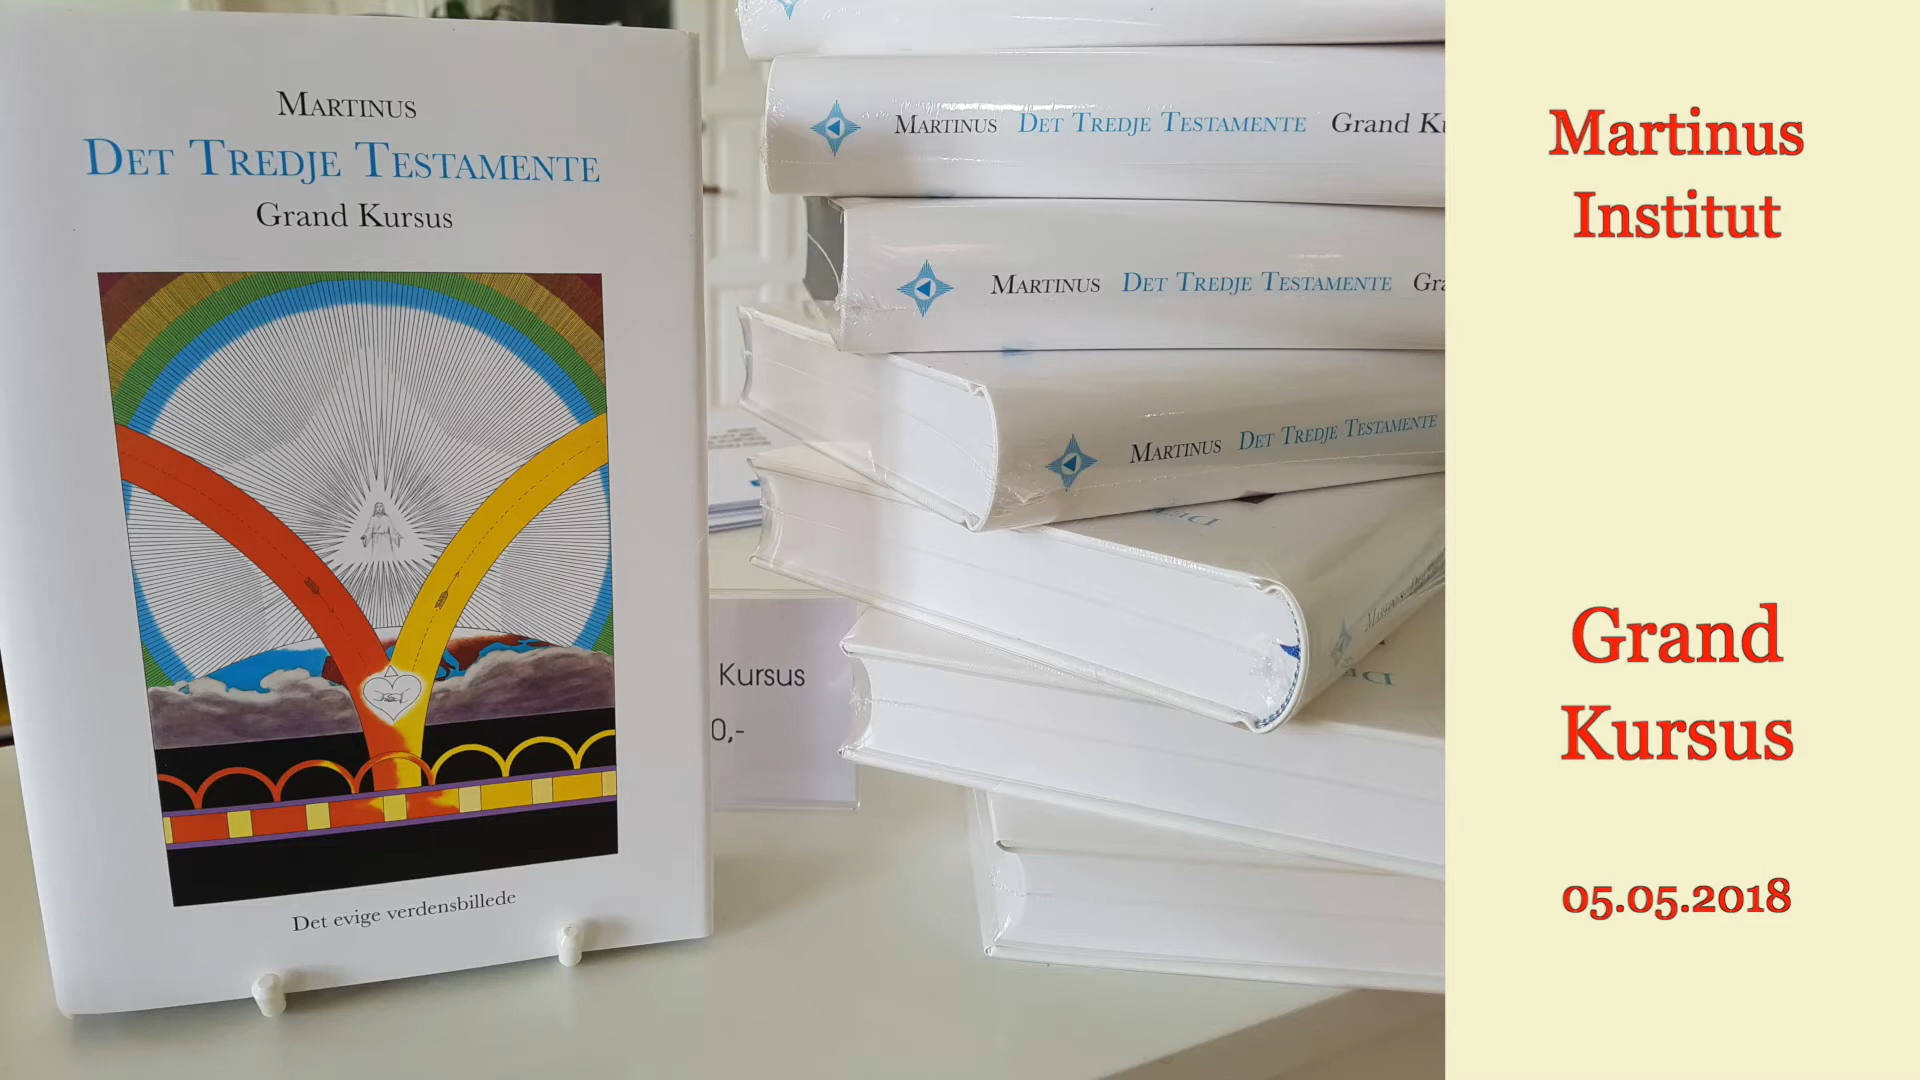 MARTINUS
DET TREDJE TESTAMENTE
Grand Kursus
Det evige verdensbillede
MARTINUS DET TREDJE TESTAMENTE Grand
MARTINUS DET TREDJE TESTAMENTE
MARTINUS DET TREDJE TESTAMENTE
Kursus
0,-
Martinus
Institut
Grand
Kursus
05.05.2018